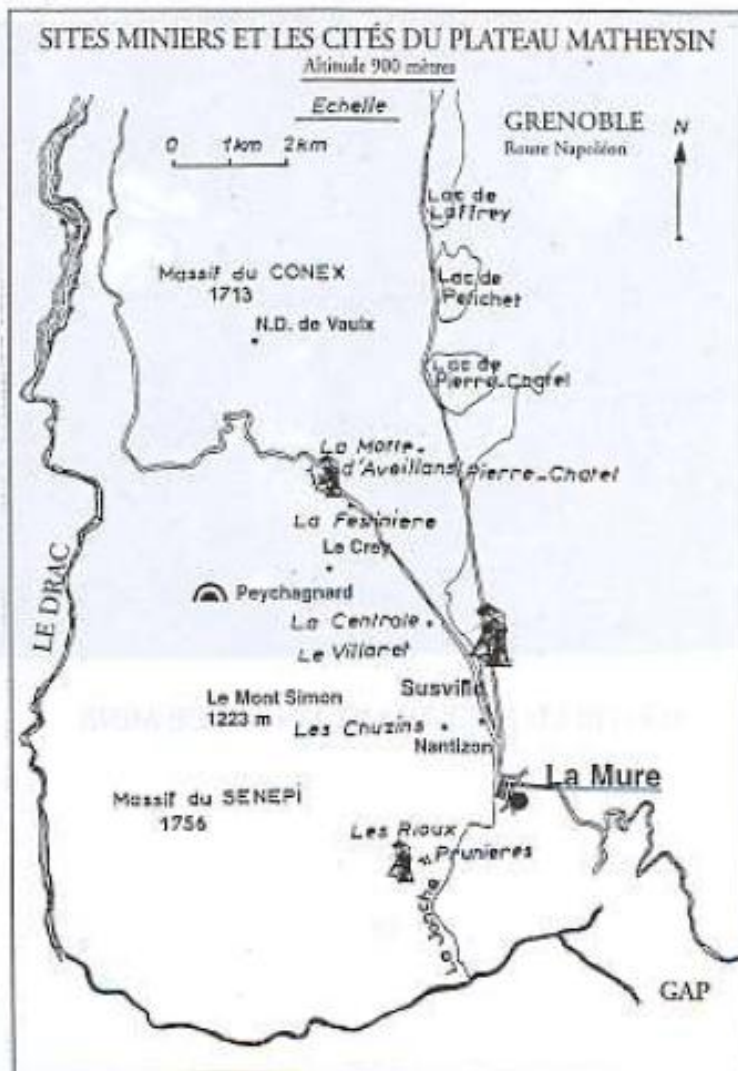 SITES MINIERS ET LES CITÉS DU PLATEAU MATHEYSIN
Altitude 900 mètres
Echelle
0 1km 2km
GRENOBLE
Route Napoléon
N
Lac de
Laffrey
Massif du CONEX
1713
Lac de
Petichet
N.D. de Vaulx
Lac de
Pierre-Chatel
La Motte-
d'Aveillans
Pierre-Chatel
La Festiniere
Le Crey
LE DRAC
Peychagnard
La Centrale
Le Villaret
Susville
Le Mont Simon
1223 m
Les Chuzins
Nantizon
La Mure
Massif du SENEPI
1756
Les Rioux
Prunieres
La Jonche
GAP